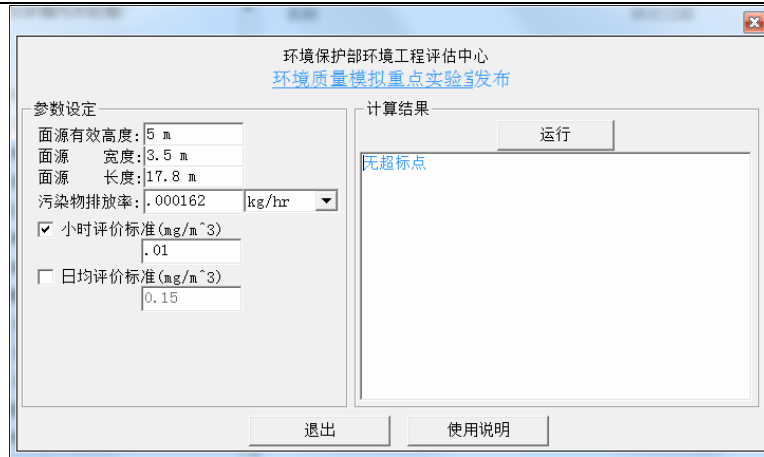 环境保护部环境工程评估中心
环境质量模拟重点实验室发布
参数设定
面源有效高度: 5 m
面源 宽度: 3.5 m
面源 长度: 17.8 m
污染物排放率: .000162 kg/hr
小时评价标准(mg/m^3)
.01
日均评价标准(mg/m^3)
0.15
计算结果
运行
无超标点
退出
使用说明